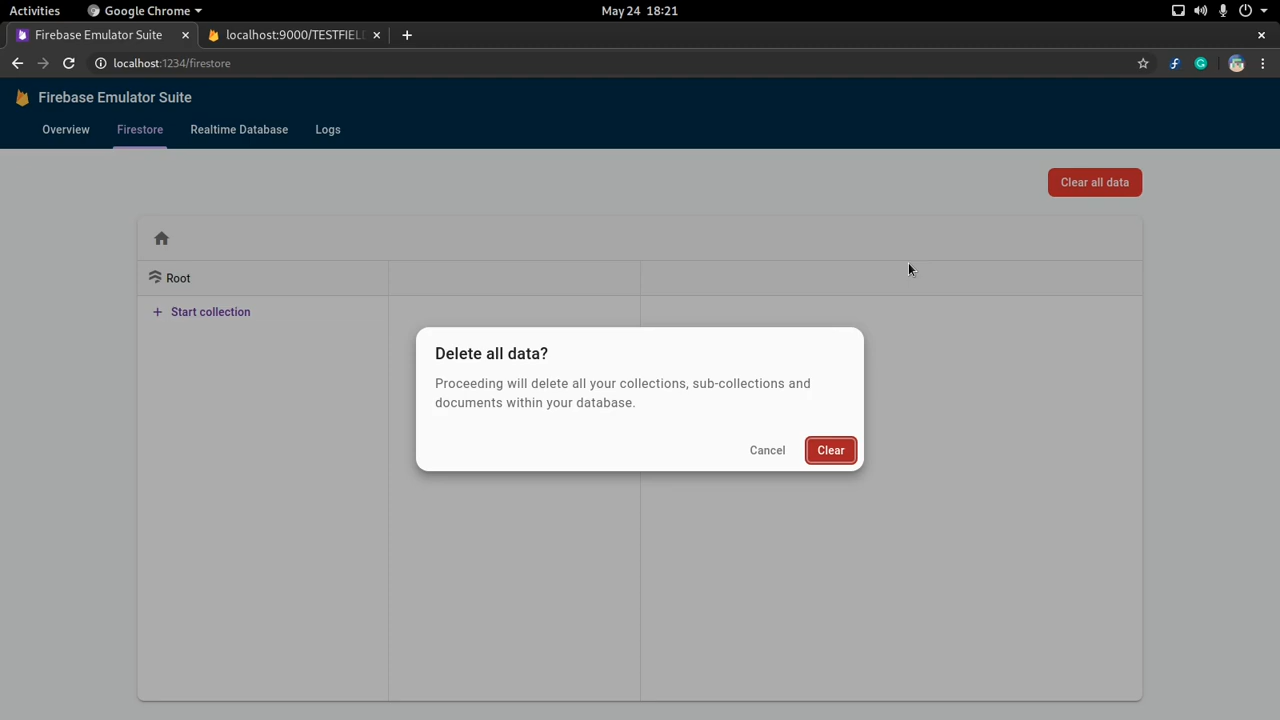 Activities Google Chrome May 24 18:21
Firebase Emulator Suite localhost:9000/TESTFIEL
localhost:1234/firestore
Firebase Emulator Suite
Overview Firestore Realtime Database Logs
Clear all data
Root
+ Start collection
Delete all data?
Proceeding will delete all your collections, sub-collections and
documents within your database.
Cancel Clear